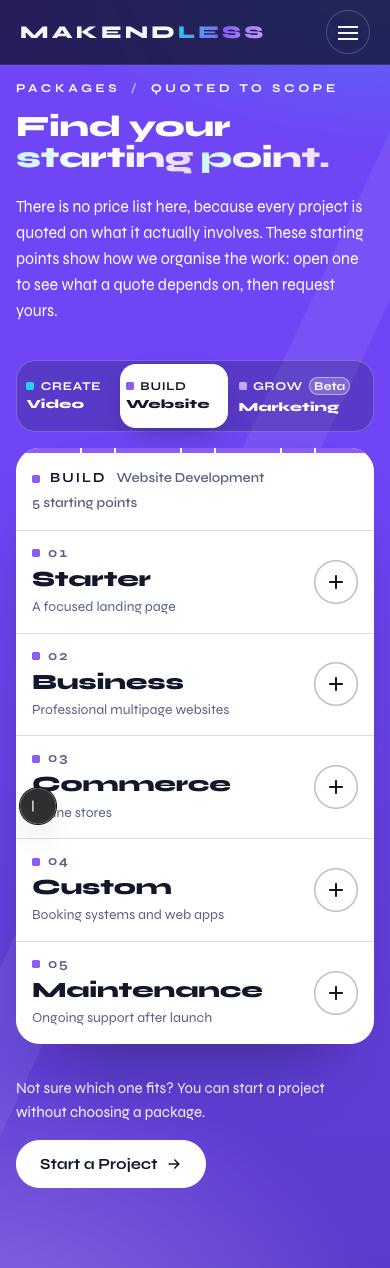 MAKENDLESS
PACKAGES / QUOTED TO SCOPE
Find your
starting point.
There is no price list here, because every project is
quoted on what it actually involves. These starting
points show how we organise the work: open one
to see what a quote depends on, then request
yours.
CREATE
Video
BUILD
Website
GROW Beta
Marketing
BUILD Website Development
5 starting points
01
Starter
A focused landing page
02
Business
Professional multipage websites
03
Commerce
stores
04
Custom
Booking systems and web apps
05
Maintenance
Ongoing support after launch
Not sure which one fits? You can start a project
without choosing a package.
Start a Project →